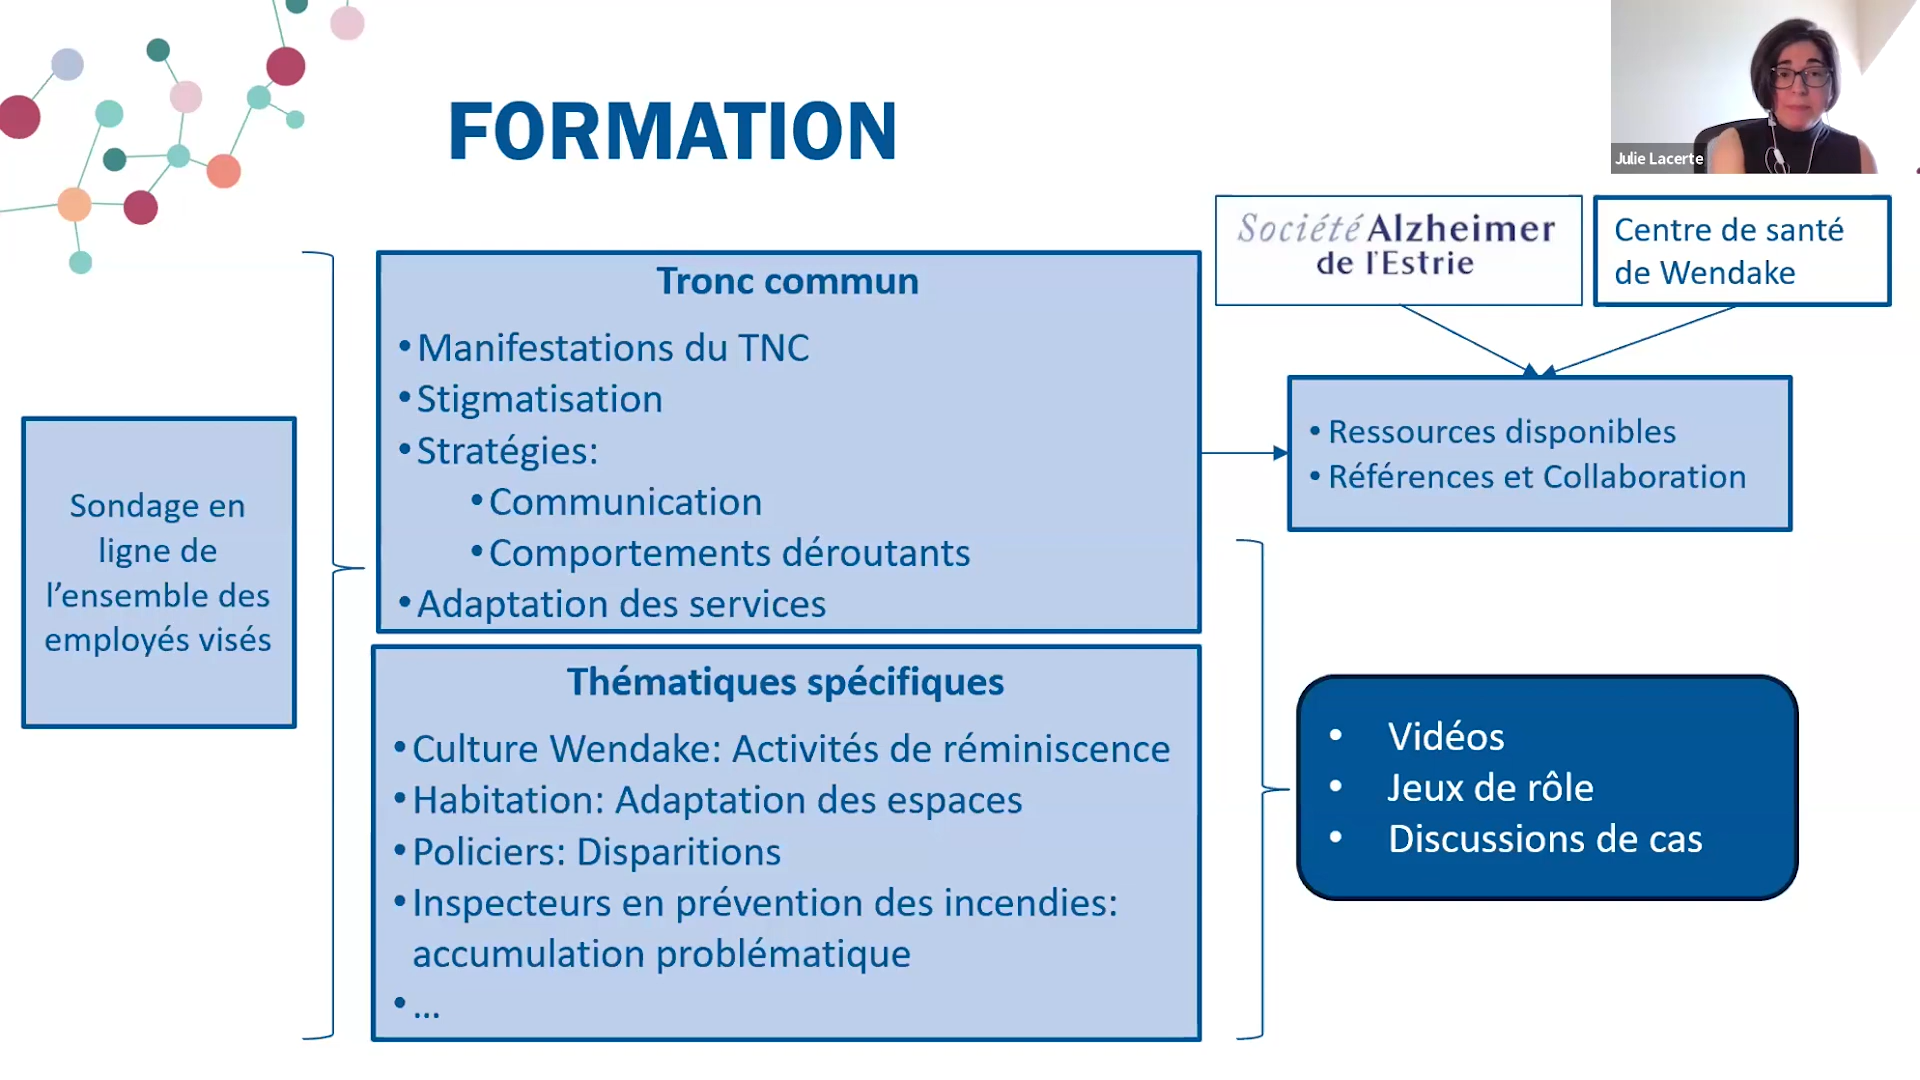 FORMATION
Julie Lacerte
Société Alzheimer
de l'Estrie
Centre de santé
de Wendake
Sondage en
ligne de
l’ensemble des
employés visés
Tronc commun
•Manifestations du TNC
•Stigmatisation
•Stratégies:
•Communication
•Comportements déroutants
•Adaptation des services
•Ressources disponibles
•Références et Collaboration
Thématiques spécifiques
•Culture Wendake: Activités de réminiscence
•Habitation: Adaptation des espaces
•Policiers: Disparitions
•Inspecteurs en prévention des incendies:
accumulation problématique
•...
• Vidéos
• Jeux de rôle
• Discussions de cas